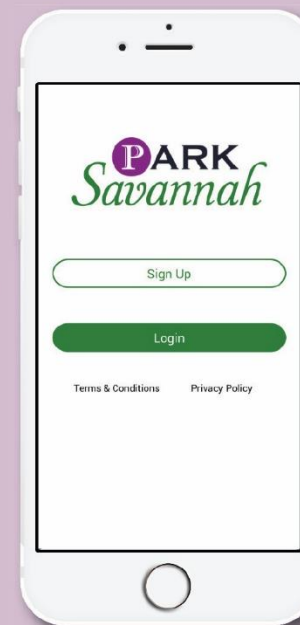 PARK
Savannah
Sign Up
Login
Terms & Conditions Privacy Policy